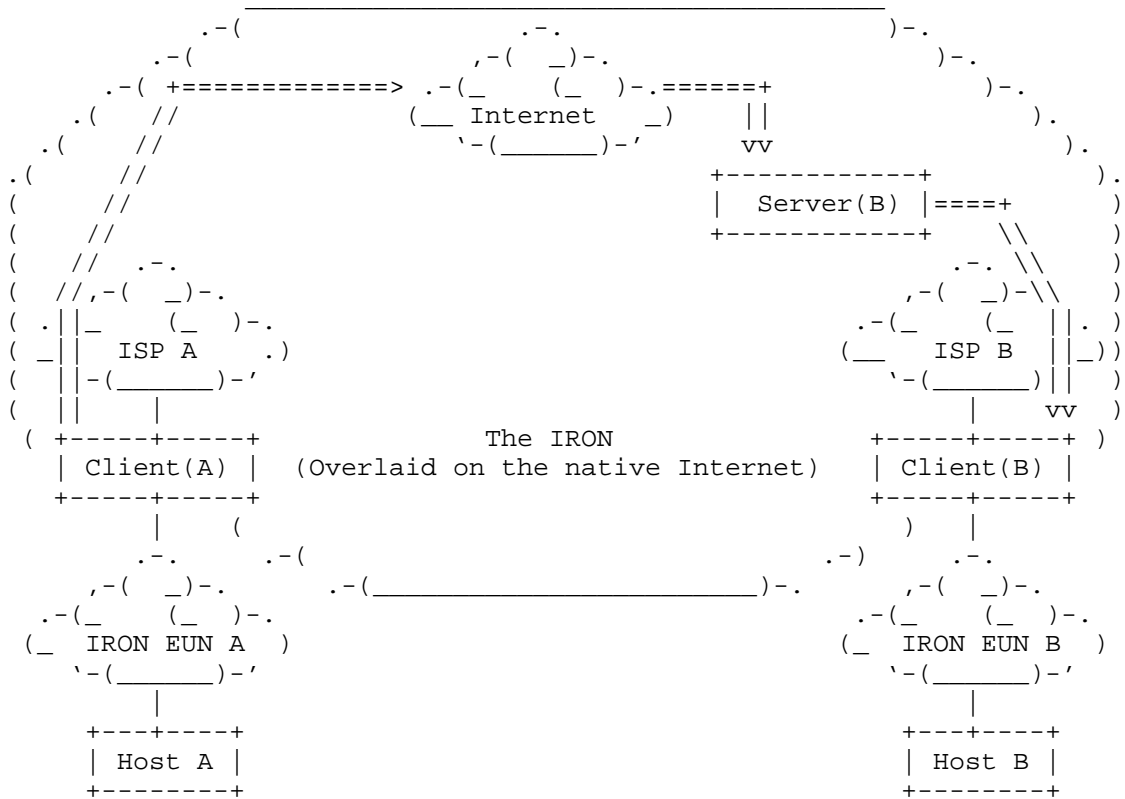 Internet
Server(B)
ISP A
ISP B
The IRON
Client(A) (Overlaid on the native Internet) Client(B)
IRON EUN A IRON EUN B
Host A Host B